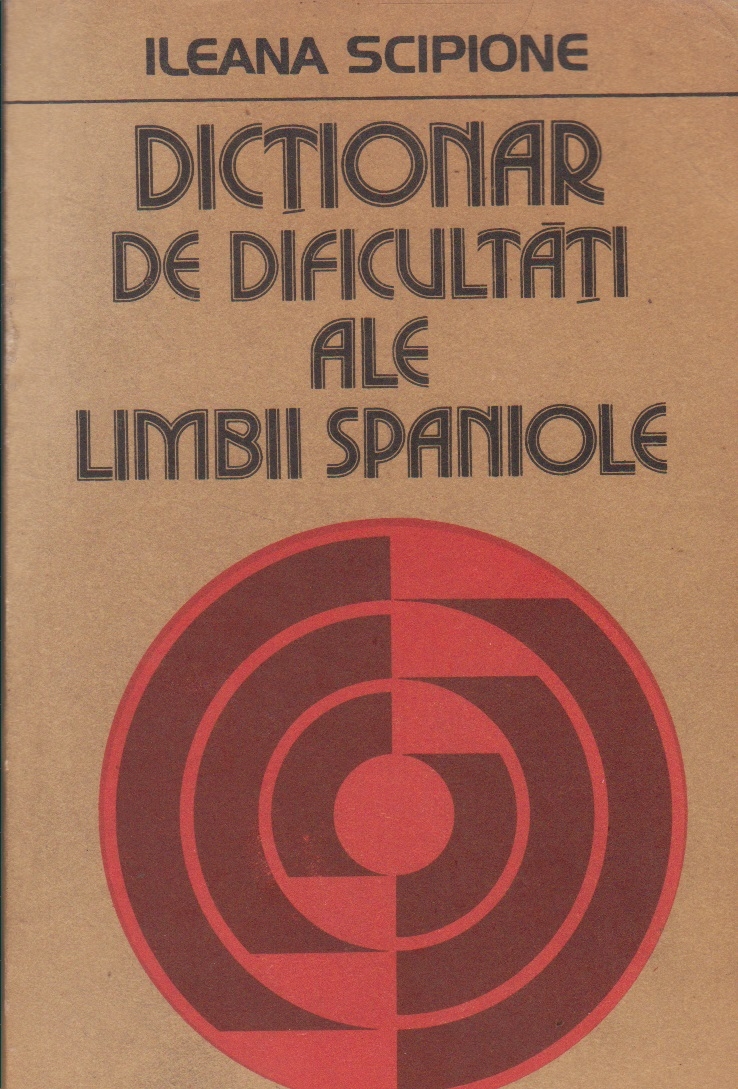 ILEANA SCIPIONE
DICȚIONAR
DE DIFICULTĂȚI
ALE
LIMBII SPANIOLE